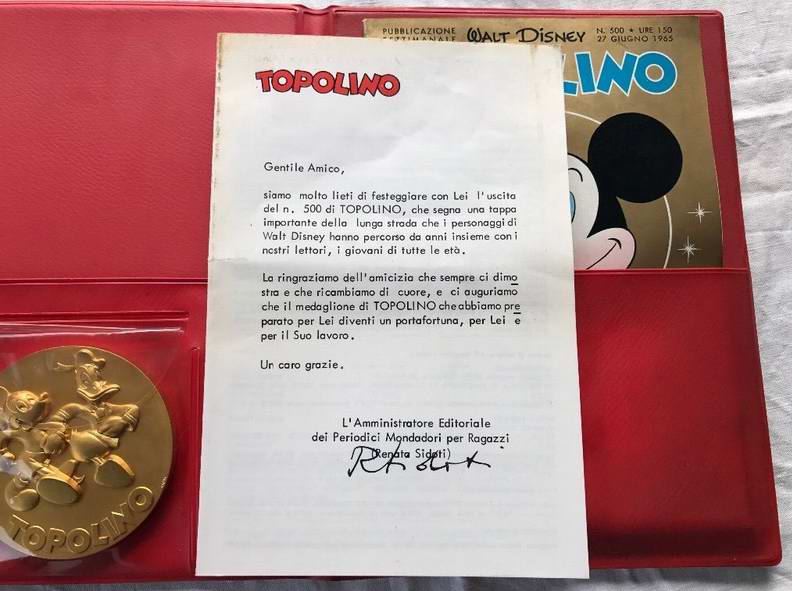 PUBBLICAZIONE
SETTIMANALE
WALT DISNEY
N. 500 ★ LIRE 150
27 GIUGNO 1965
LINO
TOPOLINO
Gentile Amico,
siamo molto lieti di festeggiare con Lei l'uscita
del n. 500 di TOPOLINO, che segna una tappa
importante della lunga strada che i personaggi di
Walt Disney hanno percorso da anni insieme con i
nostri lettori, i giovani di tutte le età.
La ringraziamo dell'amicizia che sempre ci dimo
stra e che ricambiamo di cuore, e ci auguriamo
che il medaglione di TOPOLINO che abbiamo pre
parato per Lei diventi un portafortuna, per Lei e
per il Suo lavoro.
Un caro grazie.
L'Amministratore Editoriale
dei Periodici Mondadori per Ragazzi
(Renata Sidoti)
TOPOLINO